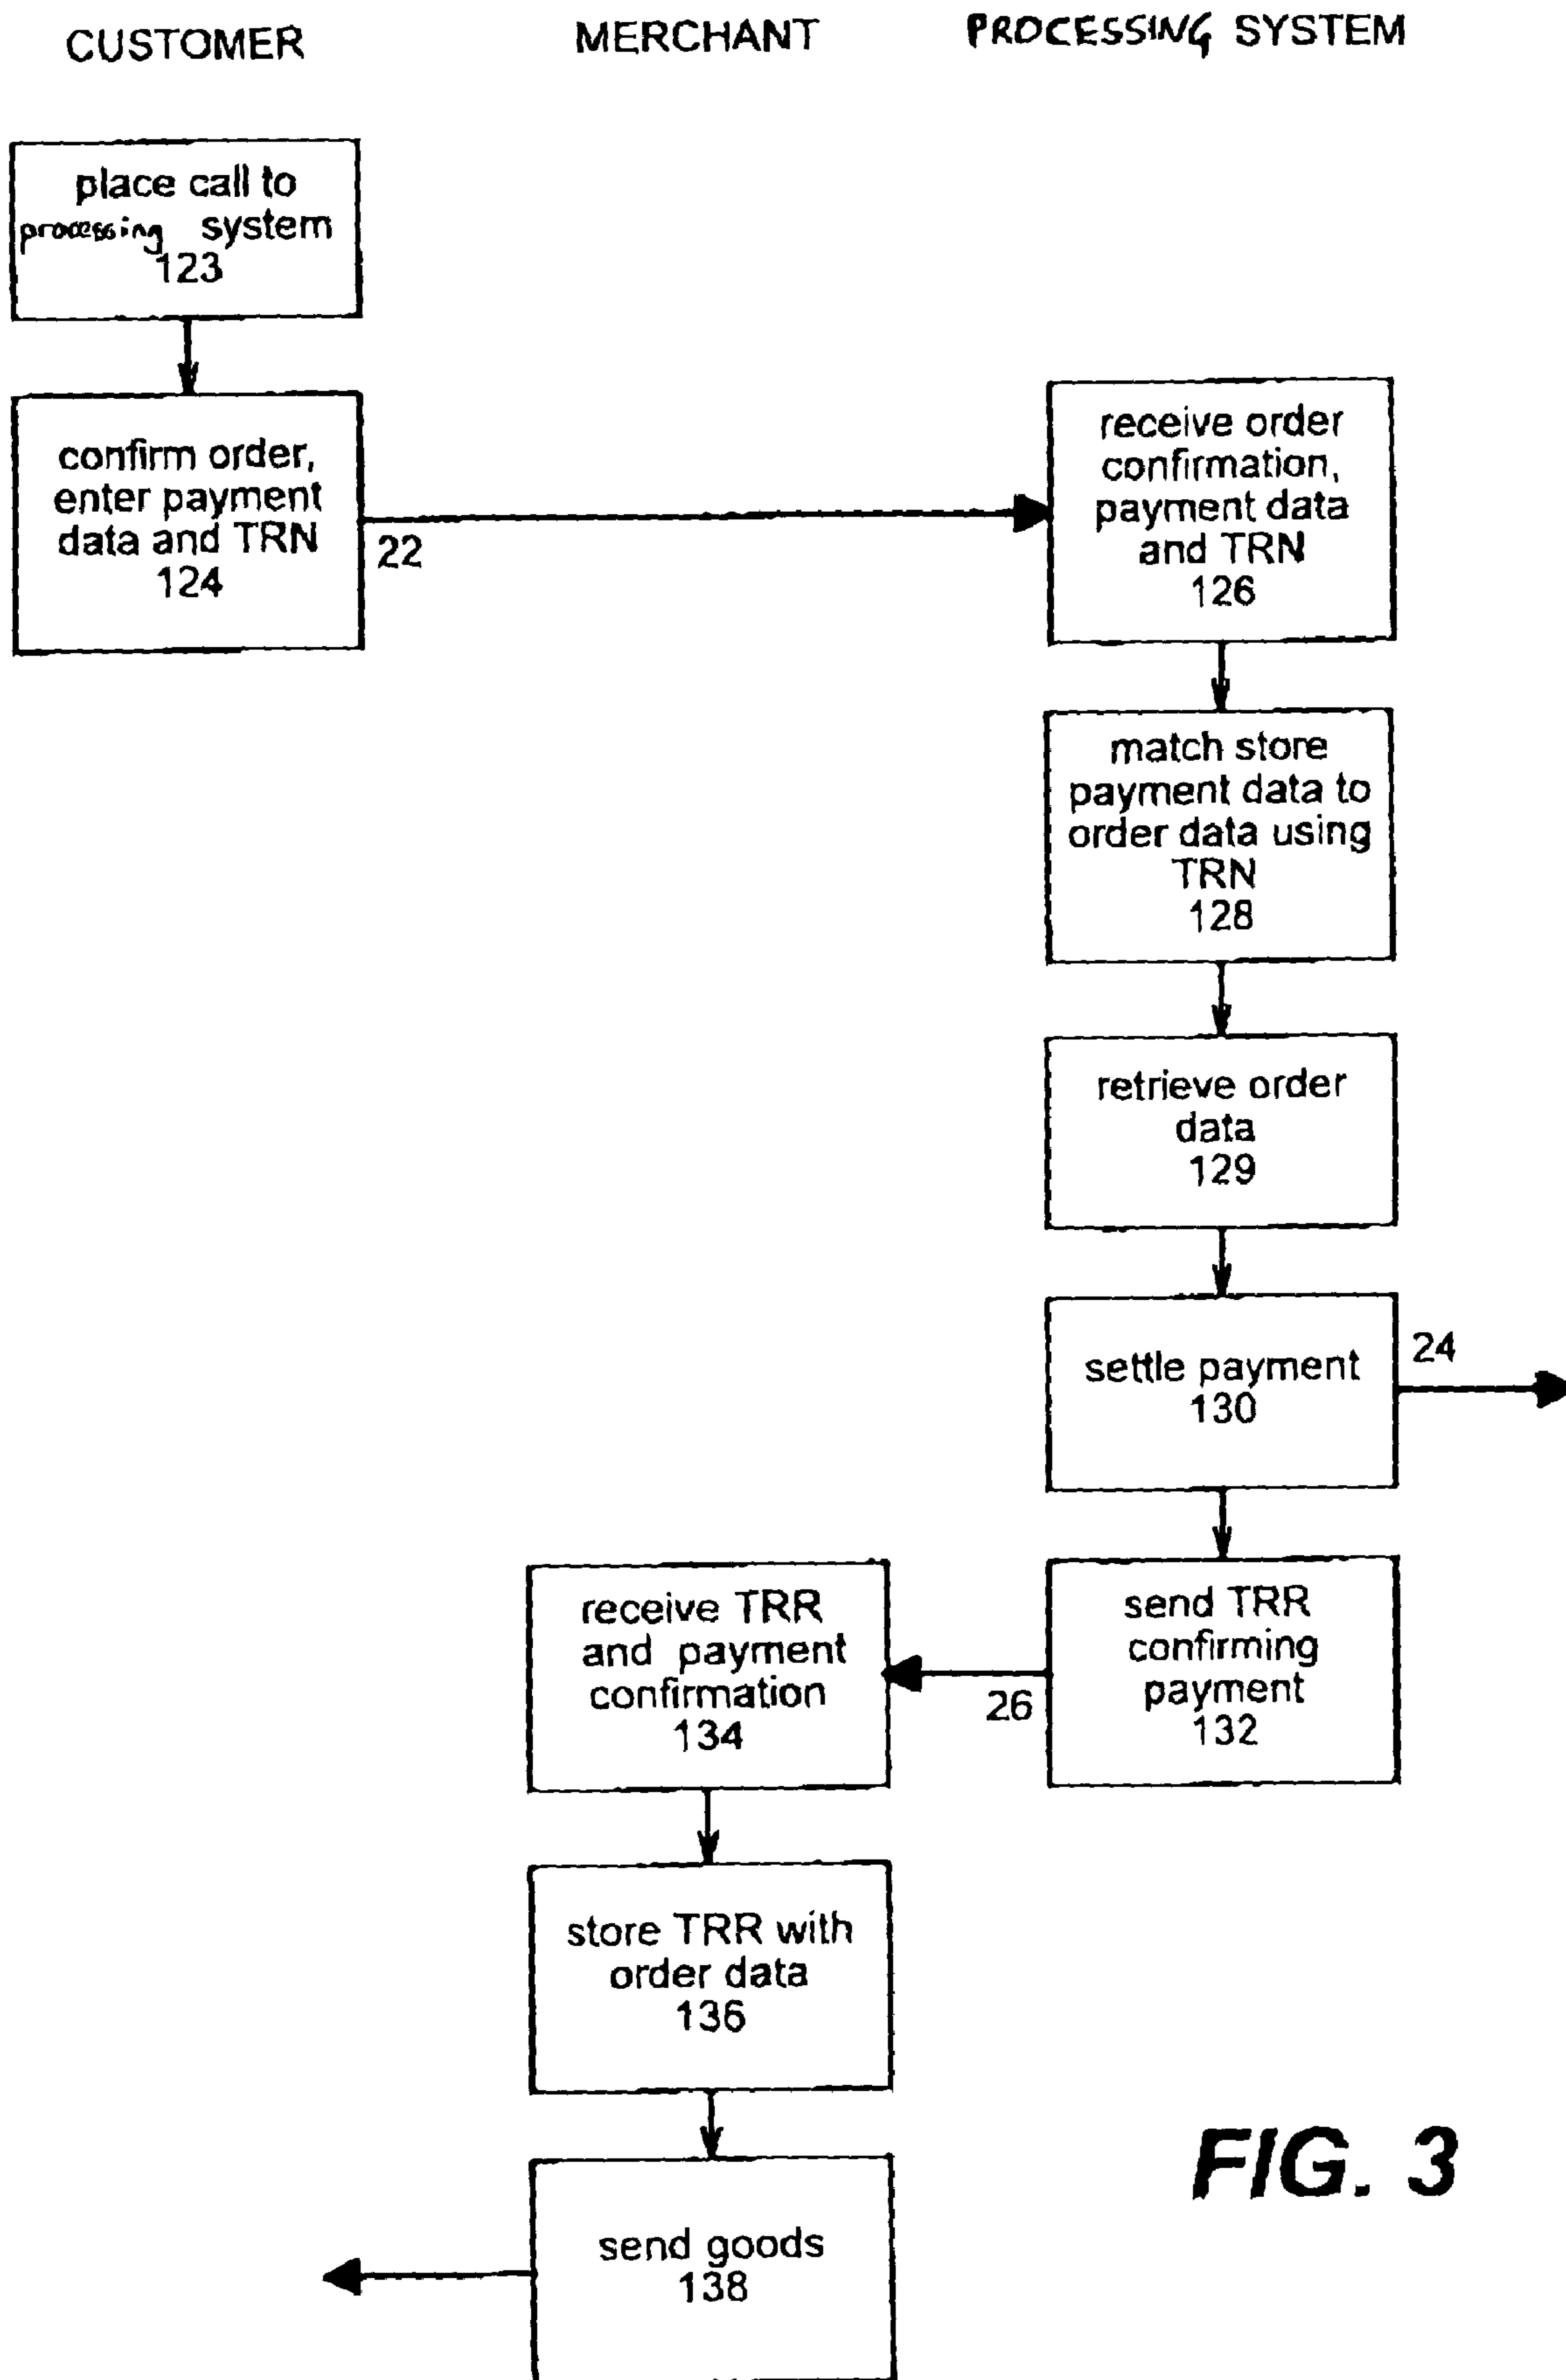 CUSTOMER
MERCHANT
PROCESSING SYSTEM
place call to
processing system
123
confirm order,
enter payment
data and TRN
124
22
receive order
confirmation,
payment data
and TRN
126
match store
payment data to
order data using
TRN
128
retrieve order
data
129
settle payment
130
24
send TRR
confirming
payment
132
26
receive TRR
and payment
confirmation
134
store TRR with
order data
136
send goods
138
FIG. 3